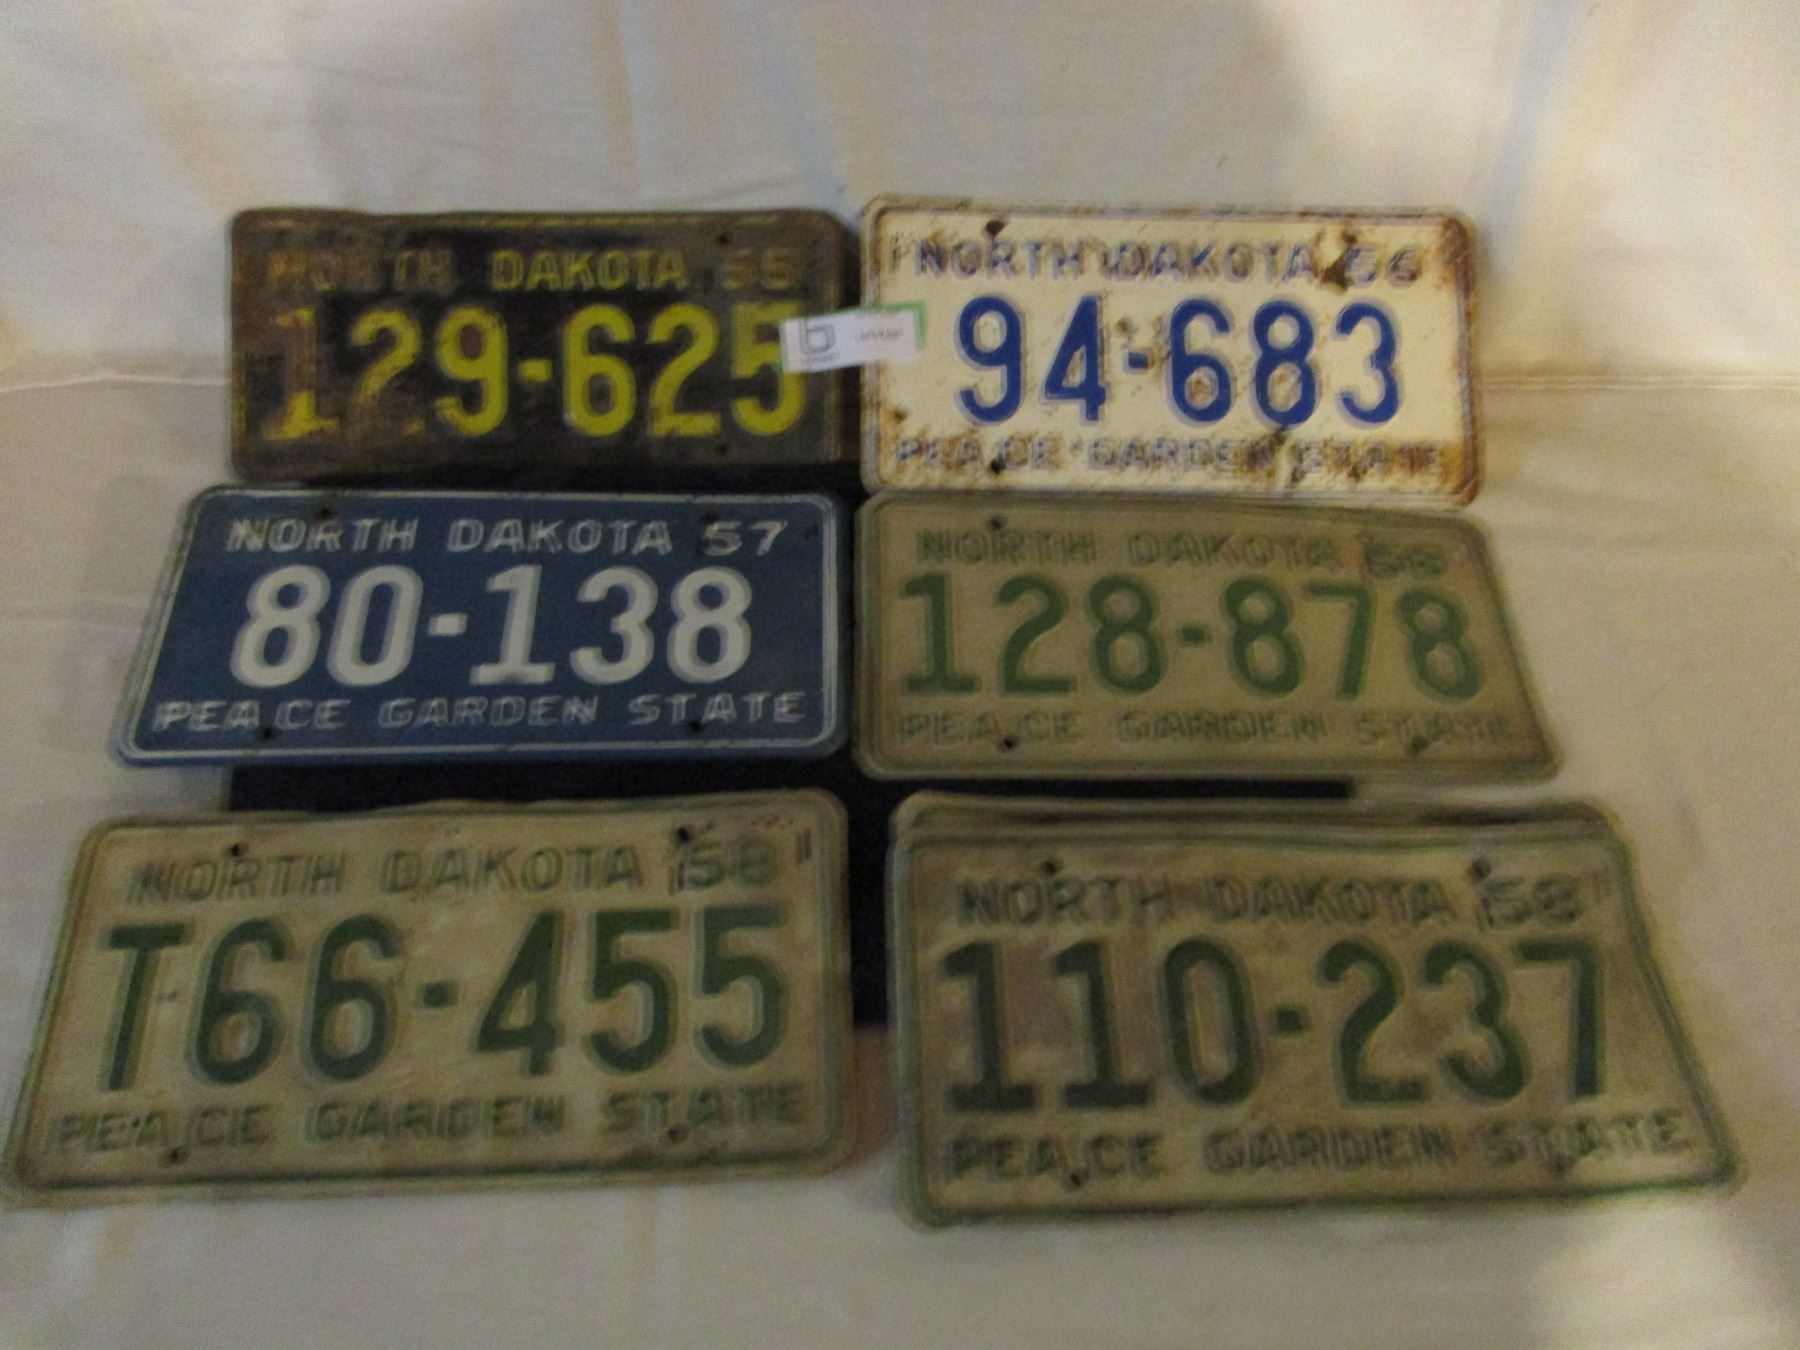 NORTH DAKOTA 55
129-625
NORTH DAKOTA 56
94-683
PEACE GARDEN STATE
NORTH DAKOTA 57
80-138
PEACE GARDEN STATE
NORTH DAKOTA 58
128-878
PEACE GARDEN STATE
NORTH DAKOTA 58
T66-455
PEACE GARDEN STATE
NORTH DAKOTA 58
110-237
PEACE GARDEN STATE